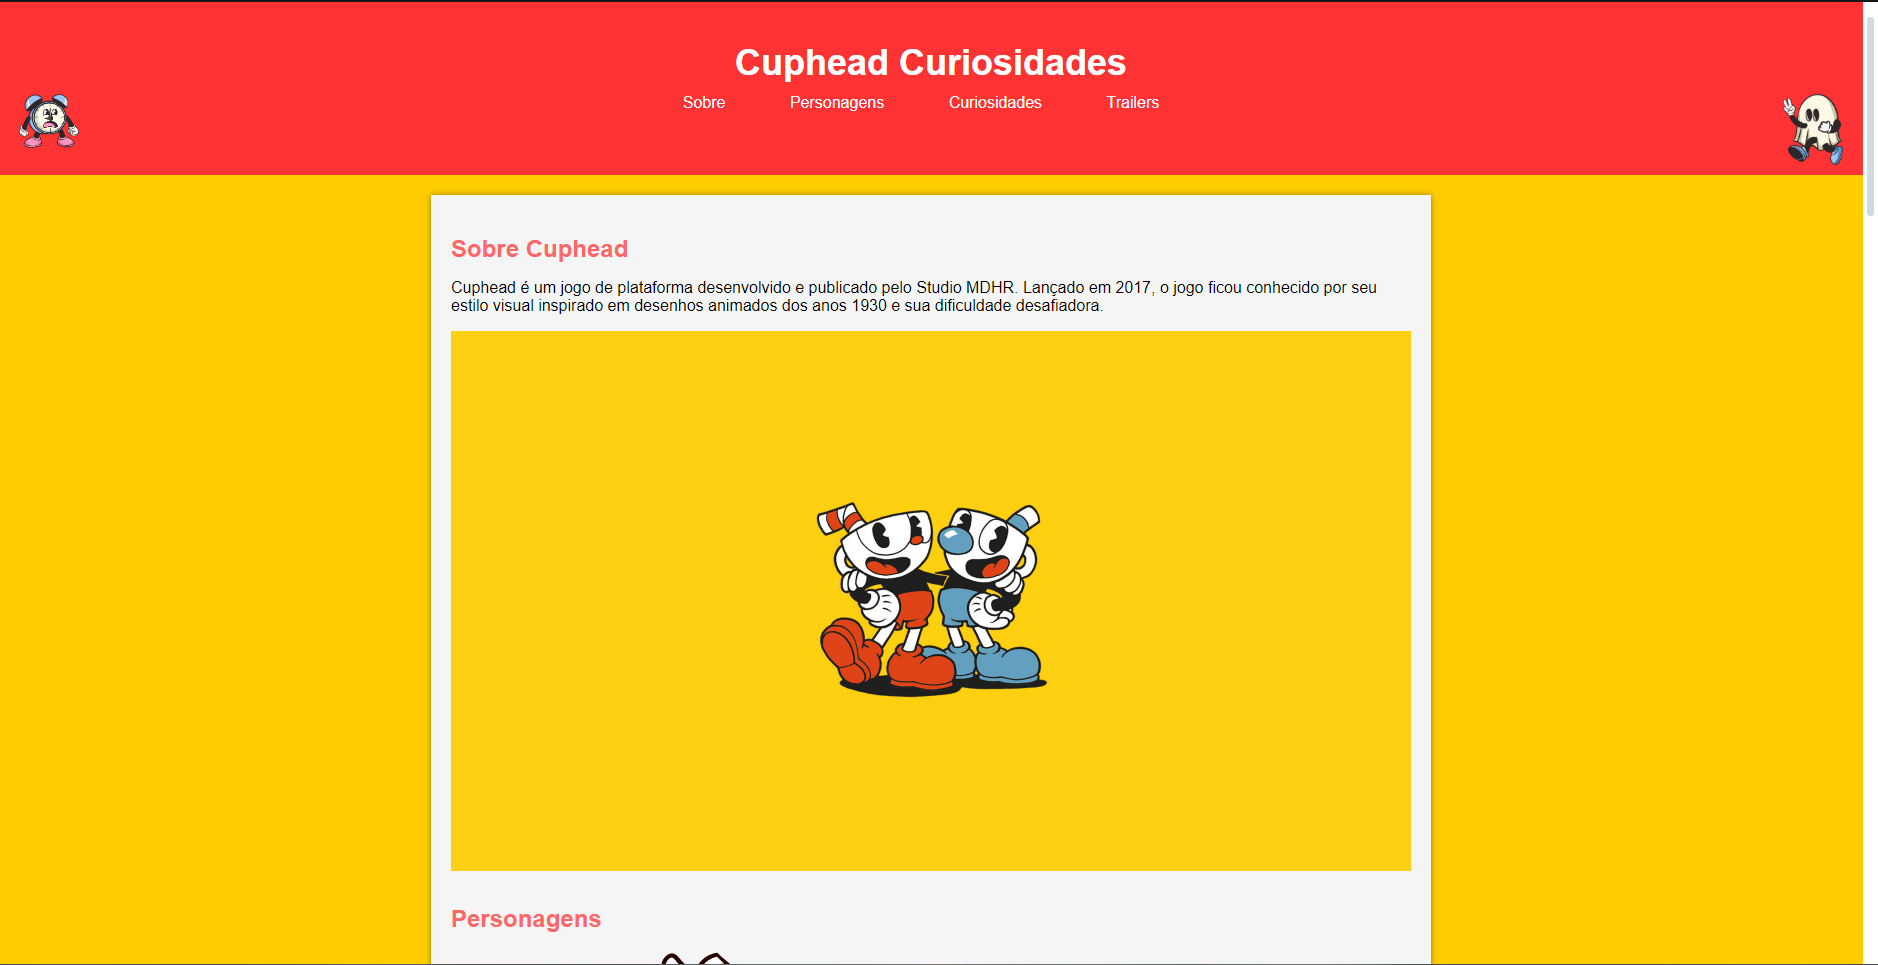 Cuphead Curiosidades
Sobre Personagens Curiosidades Trailers
Sobre Cuphead
Cuphead é um jogo de plataforma desenvolvido e publicado pelo Studio MDHR. Lançado em 2017, o jogo ficou conhecido por seu
estilo visual inspirado em desenhos animados dos anos 1930 e sua dificuldade desafiadora.
Personagens